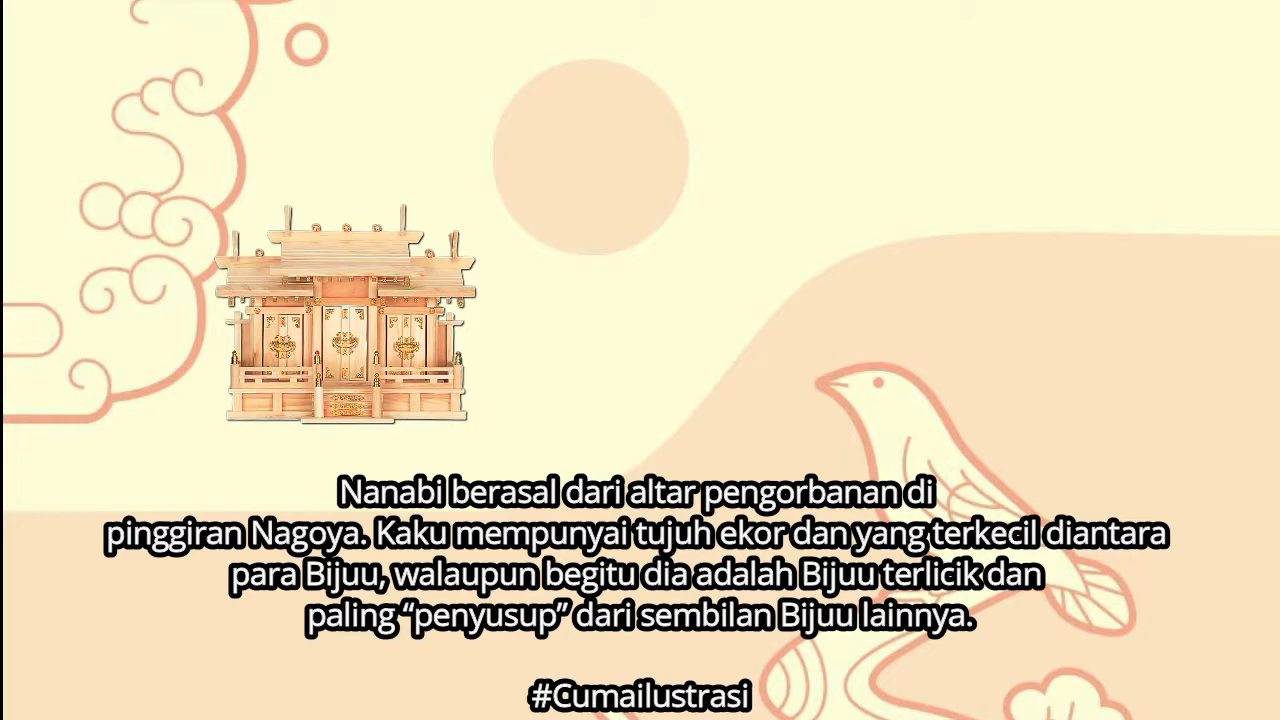 Nanabi berasal dari altar pengorbanan di
pinggiran Nagoya. Kaku mempunyai tujuh ekor dan yang terkecil diantara
para Bijuu, walaupun begitu dia adalah Bijuu terlicik dan
paling “penyusup” dari sembilan Bijuu lainnya.
#Cumailustrasi